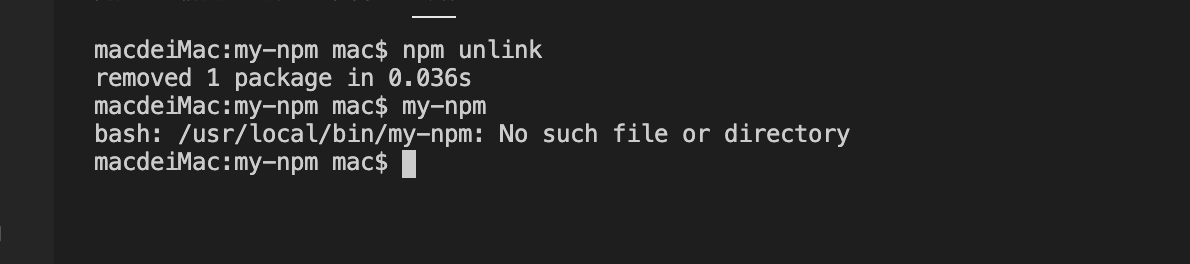 macdeiMac:my-npm mac$ npm unlink
removed 1 package in 0.036s
macdeiMac:my-npm mac$ my-npm
bash: /usr/local/bin/my-npm: No such file or directory
macdeiMac:my-npm mac$